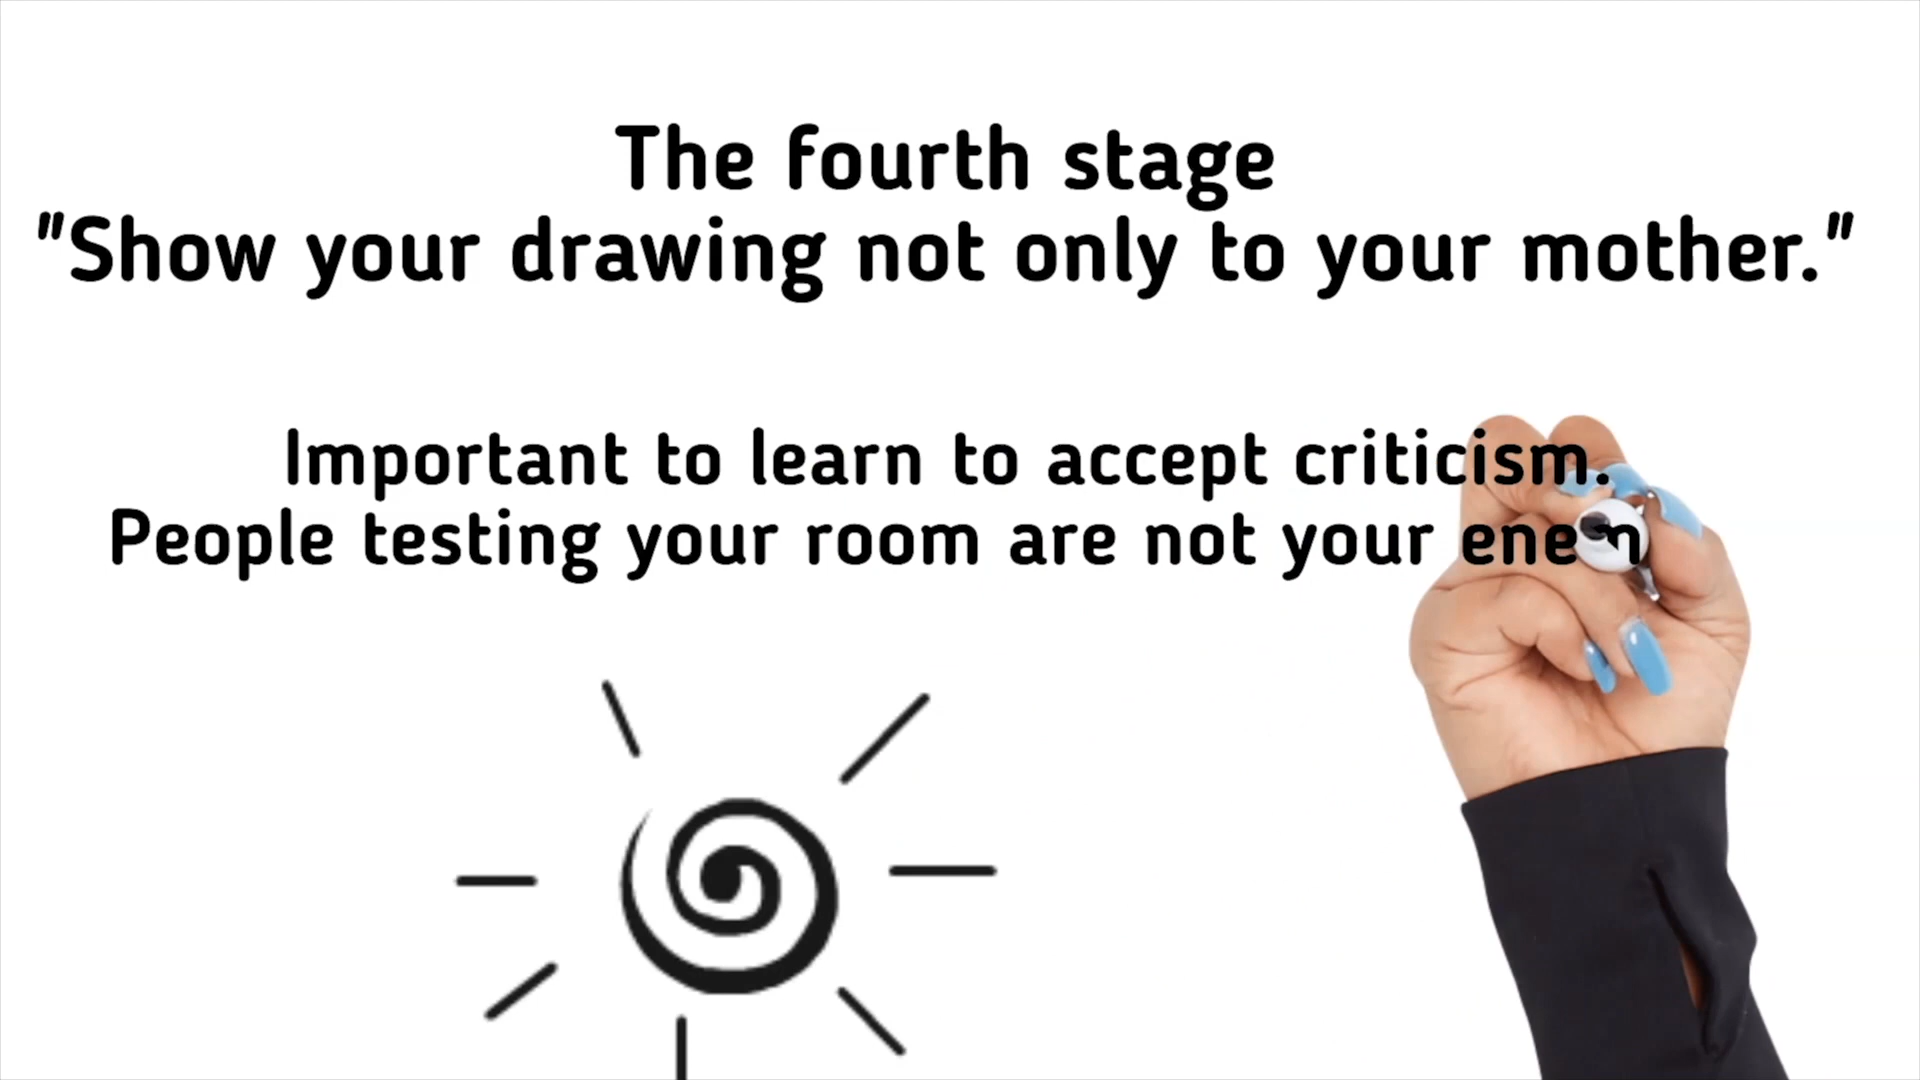 The fourth stage
"Show your drawing not only to your mother."
Important to learn to accept criticism.
People testing your room are not your